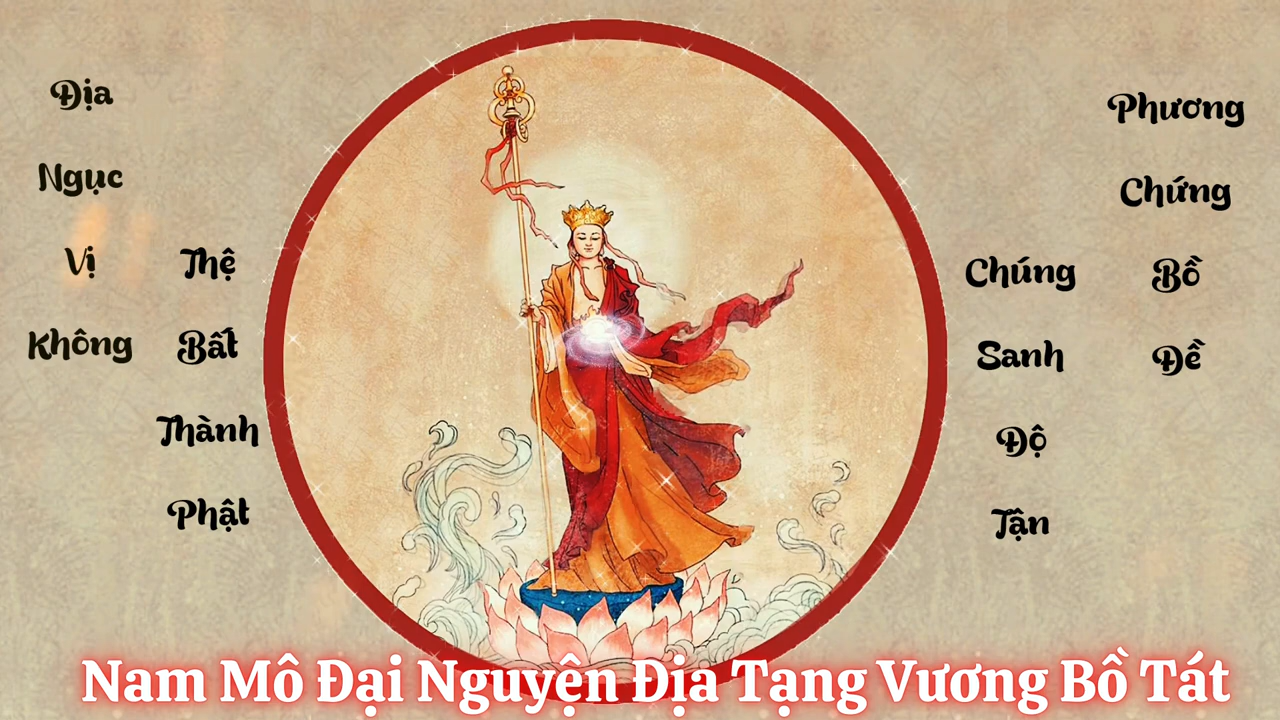 Địa
Ngục
Vị
Không
Thệ
Bất
Thành
Phật
Chúng
Sanh
Độ
Tận
Phương
Chứng
Bồ
Đề
Nam Mô Đại Nguyện Địa Tạng Vương Bồ Tát